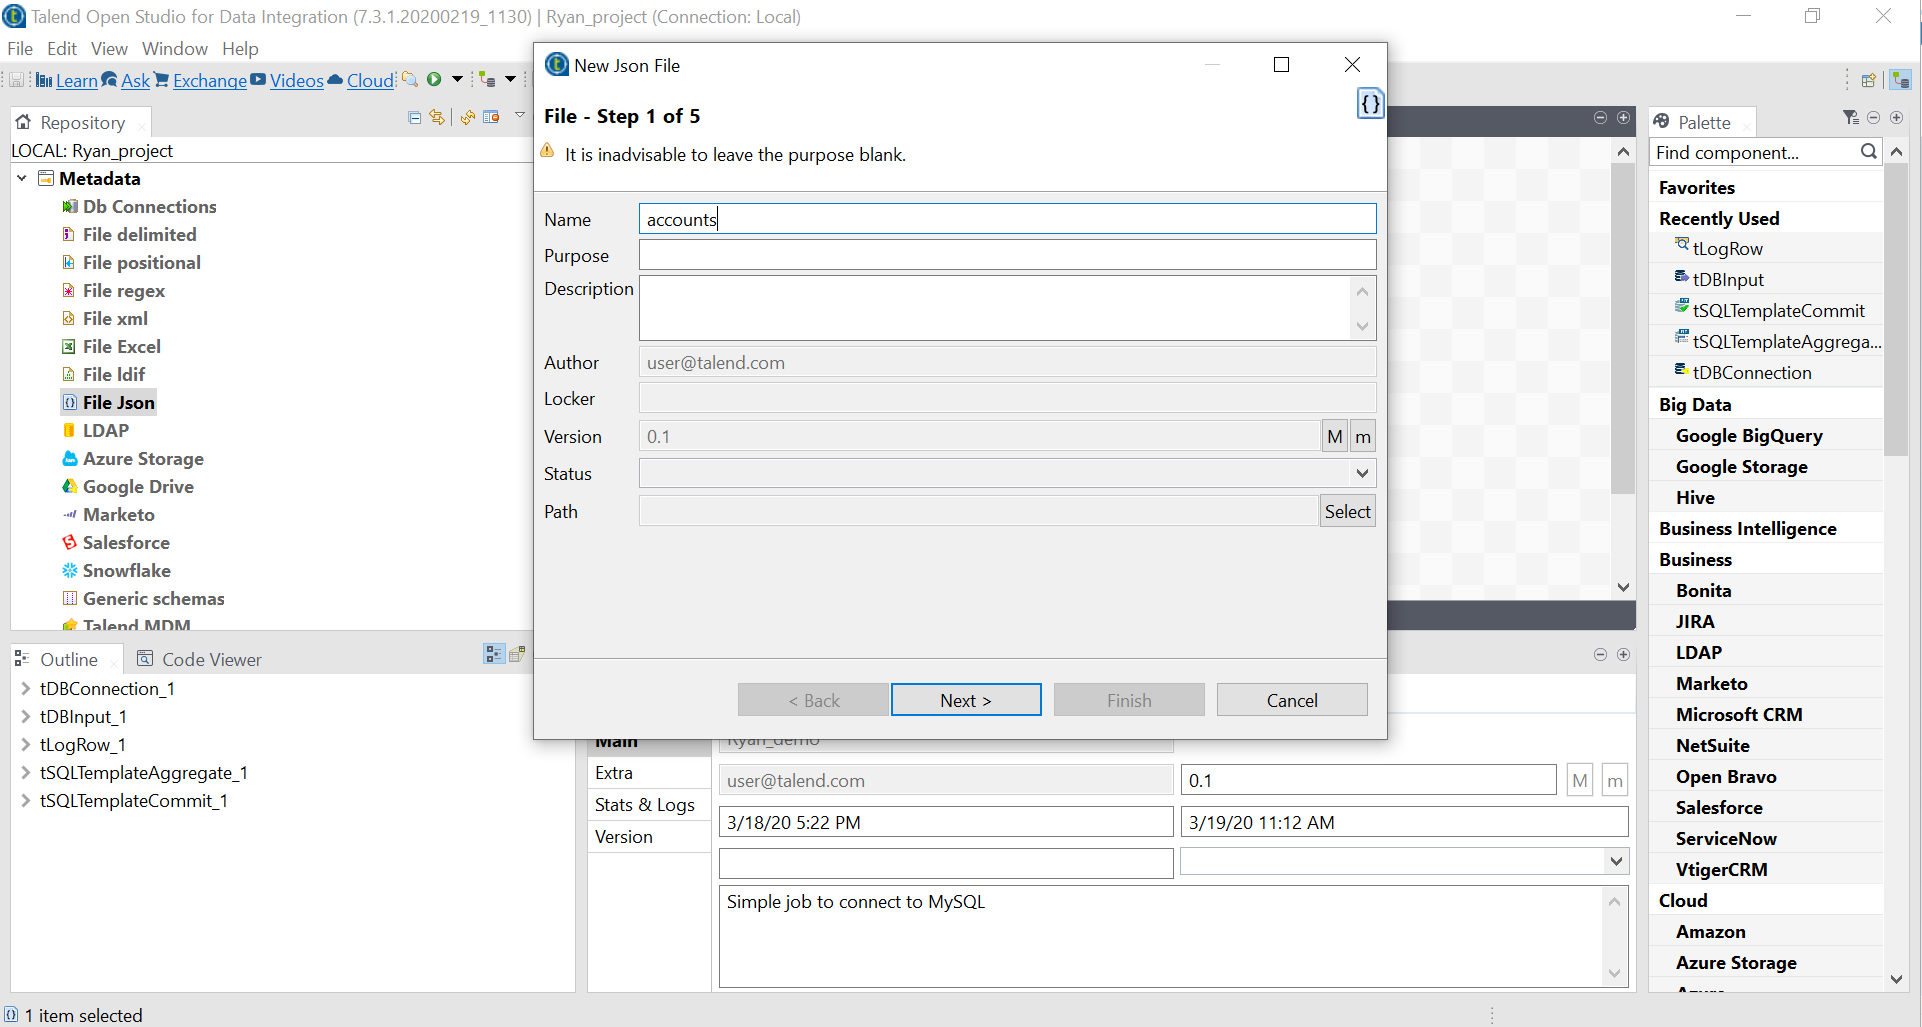 Talend Open Studio for Data Integration (7.3.1.20200219_1130) | Ryan_project (Connection: Local)
File Edit View Window Help
Learn Ask Exchange Videos Cloud
Repository
LOCAL: Ryan_project
Metadata
Db Connections
File delimited
File positional
File regex
File xml
File Excel
File ldif
File Json
LDAP
Azure Storage
Google Drive
Marketo
Salesforce
Snowflake
Generic schemas
Talend MDM
Outline Code Viewer
tDBConnection_1
tDBInput_1
tLogRow_1
tSQLTemplateAggregate_1
tSQLTemplateCommit_1
1 item selected
New Json File
File - Step 1 of 5
It is inadvisable to leave the purpose blank.
Name accounts
Purpose
Description
Author user@talend.com
Locker
Version 0.1 M m
Status
Path Select
< Back Next > Finish Cancel
Main Ryan_demo
Extra user@talend.com 0.1 M m
Stats & Logs 3/18/20 5:22 PM 3/19/20 11:12 AM
Version
Simple job to connect to MySQL
Palette
Find component...
Favorites
Recently Used
tLogRow
tDBInput
tSQLTemplateCommit
tSQLTemplateAggrega...
tDBConnection
Big Data
Google BigQuery
Google Storage
Hive
Business Intelligence
Business
Bonita
JIRA
LDAP
Marketo
Microsoft CRM
NetSuite
Open Bravo
Salesforce
ServiceNow
VtigerCRM
Cloud
Amazon
Azure Storage